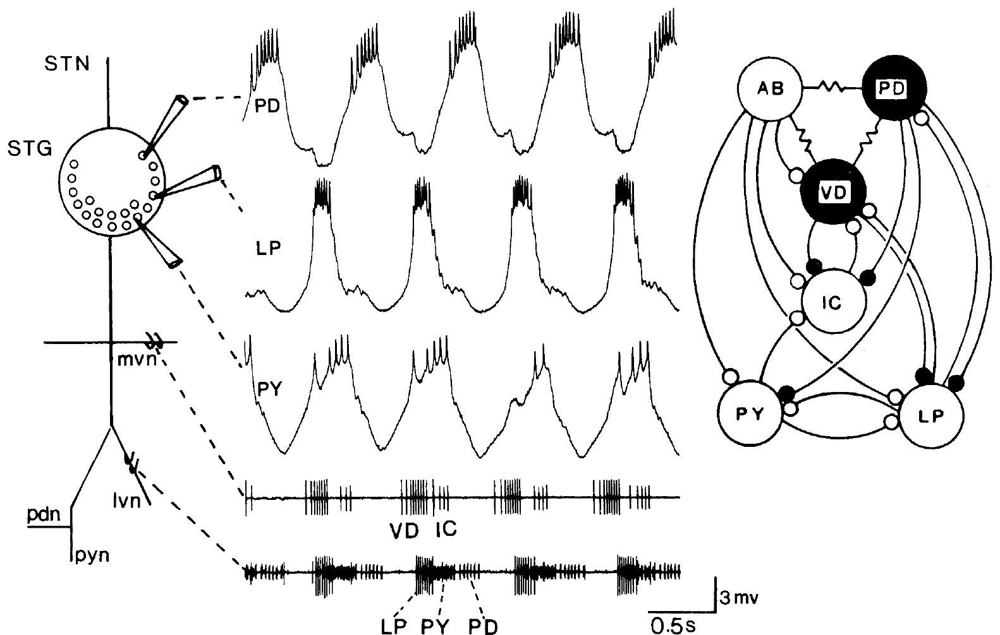 STN
STG
mvn
lvn
pdn
pyn
PD
LP
PY
VD IC
LP PY PD
3 mv
0.5 s
AB
PD
VD
IC
PY
LP